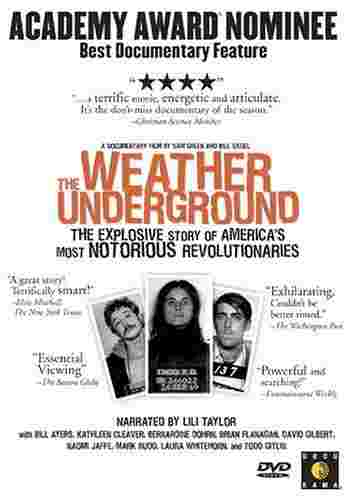 ACADEMY AWARD NOMINEE
Best Documentary Feature
"★★★★
"....a terrific movie, energetic and articulate.
It's the don't-miss documentary of the season."
–Christian Science Monitor
A DOCUMENTARY FILM BY SAM GREEN AND BILL SIEGEL
THE WEATHER
UNDERGROUND
THE EXPLOSIVE STORY OF AMERICA'S
MOST NOTORIOUS REVOLUTIONARIES
"A great story!
Terrifically smart!"
–Elvis Mitchell
The New York Times
"Exhilarating,
Couldn't be
better timed."
–The Washington Post
"Essential
Viewing"
–The Boston Globe
"Powerful and
searching!"
–Entertainment Weekly
137
NARRATED BY LILI TAYLOR
WITH BILL AYERS, KATHLEEN CLEAVER, BERNARDINE DOHRN, BRIAN FLANAGAN, DAVID GILBERT,
NAOMI JAFFE, MARK RUDD, LAURA WHITEHORN, AND TODD GITLIN
DVD
VIDEO
DOCU
RAMA